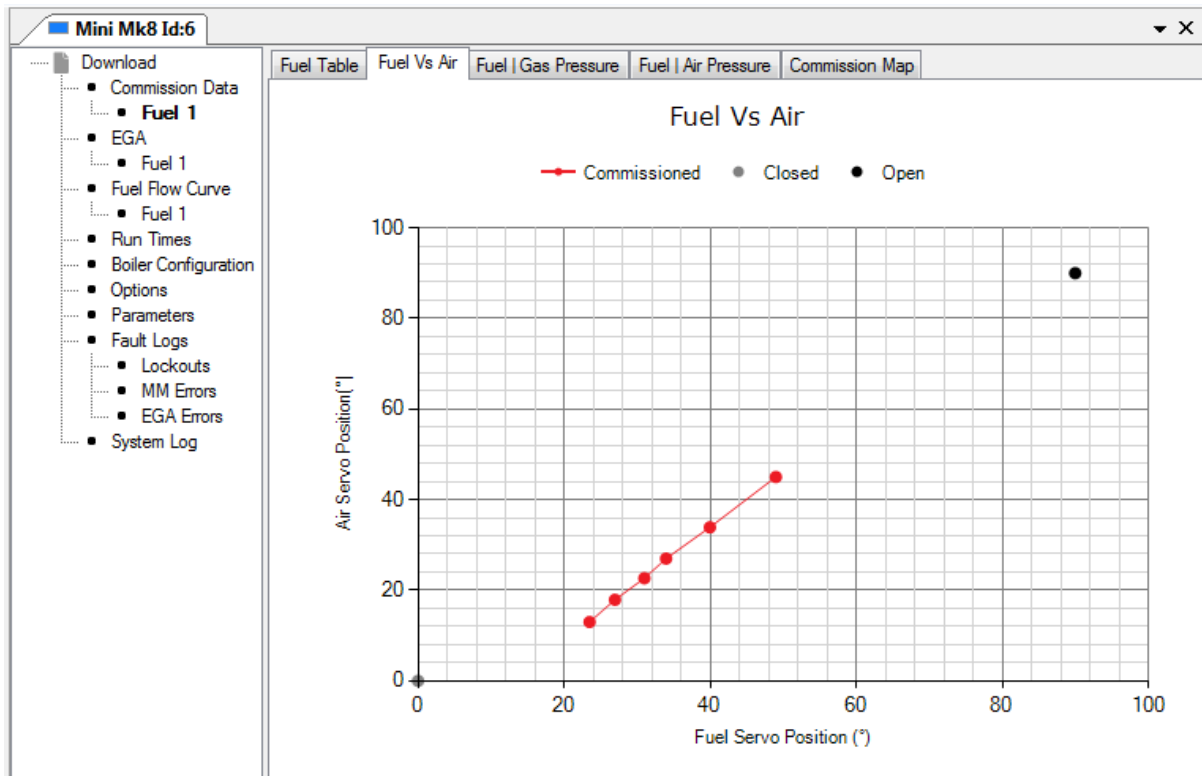 Mini Mk8 Id:6
Download
Commission Data
Fuel 1
EGA
Fuel 1
Fuel Flow Curve
Fuel 1
Run Times
Boiler Configuration
Options
Parameters
Fault Logs
Lockouts
MM Errors
EGA Errors
System Log
Fuel Table Fuel Vs Air Fuel | Gas Pressure Fuel | Air Pressure Commission Map
Fuel Vs Air
Commissioned Closed Open
100
80
60
40
20
0
Air Servo Position[°]
0 20 40 60 80 100
Fuel Servo Position (°)